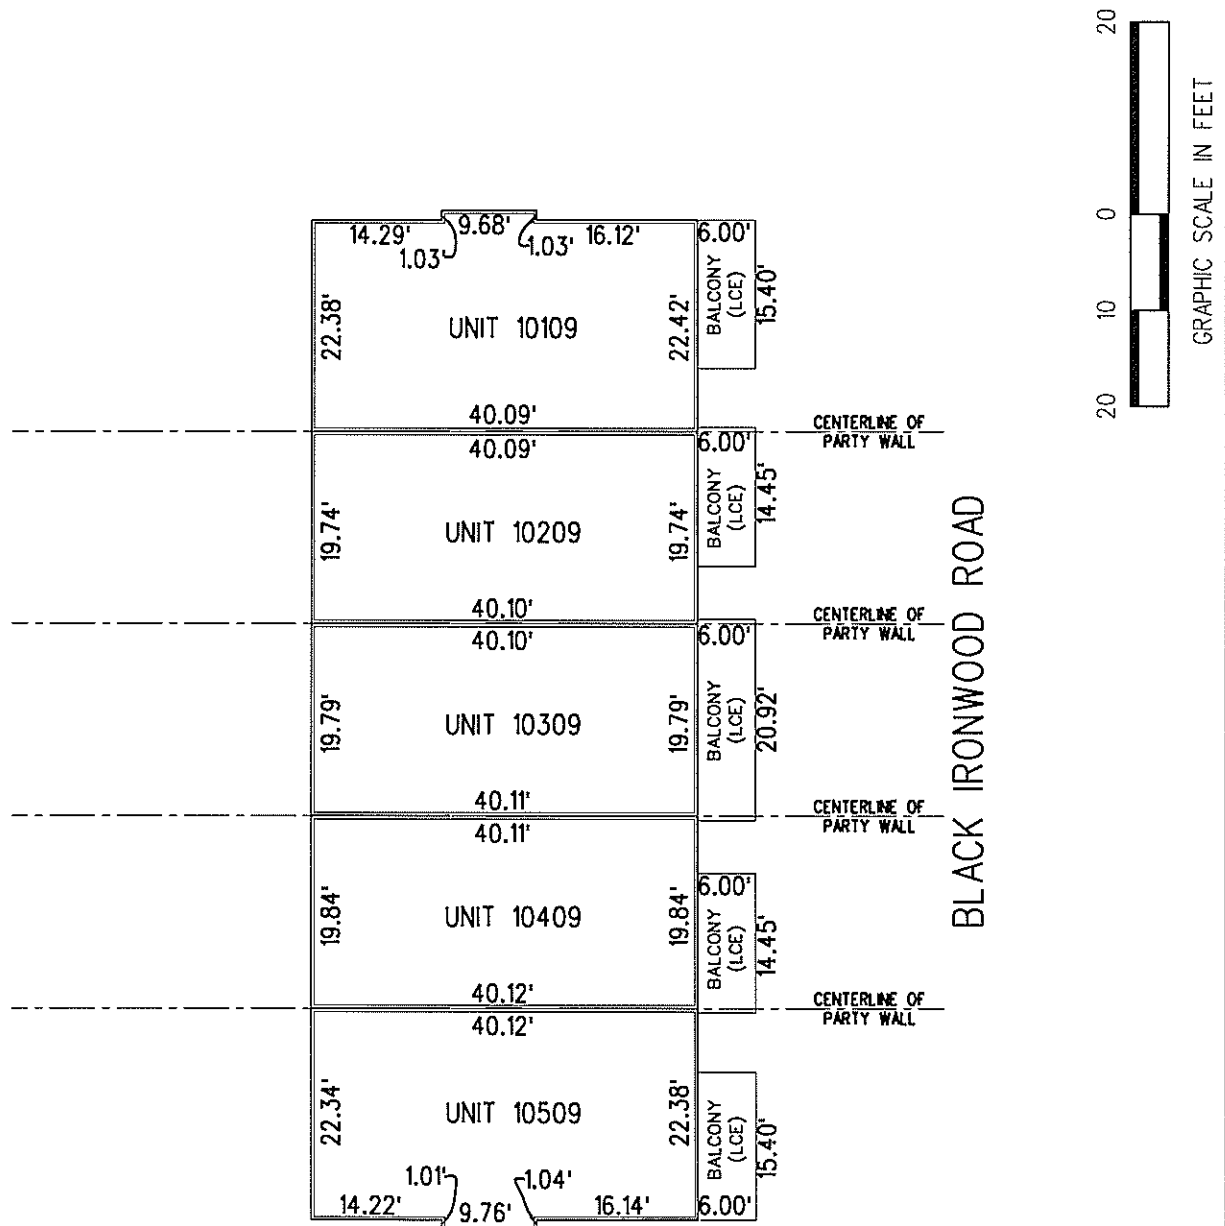 20
0
10
20
GRAPHIC SCALE IN FEET
14.29'
9.68'
16.12'
1.03'
1.03'
22.38'
UNIT 10109
22.42'
40.09'
6.00'
BALCONY
(LCE)
15.40'
CENTERLINE OF
PARTY WALL
40.09'
19.74'
UNIT 10209
19.74'
40.10'
6.00'
BALCONY
(LCE)
14.45'
CENTERLINE OF
PARTY WALL
40.10'
19.79'
UNIT 10309
19.79'
40.11'
6.00'
BALCONY
(LCE)
20.92'
CENTERLINE OF
PARTY WALL
40.11'
19.84'
UNIT 10409
19.84'
40.12'
6.00'
BALCONY
(LCE)
14.45'
CENTERLINE OF
PARTY WALL
40.12'
22.34'
UNIT 10509
22.38'
1.01'
1.04'
14.22'
9.76'
16.14'
BALCONY
(LCE)
15.40'
6.00'
BLACK IRONWOOD ROAD